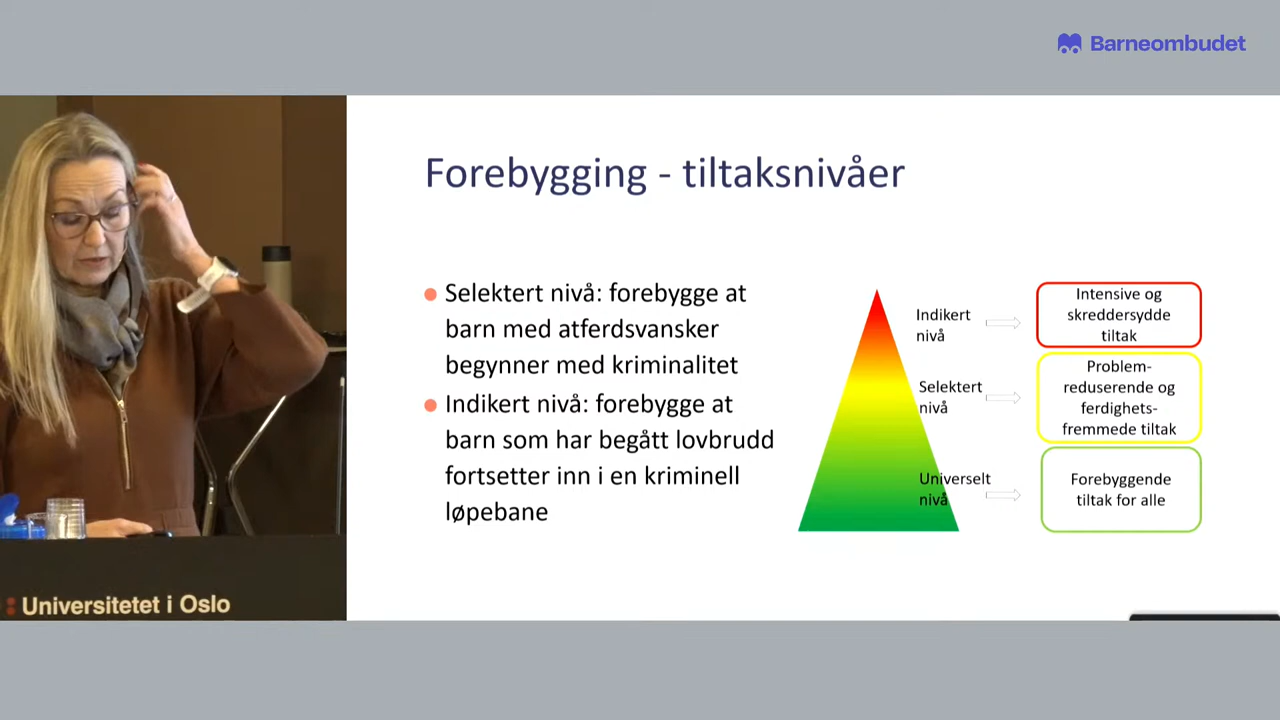 Barneombudet
Forebygging - tiltaksnivåer
Selektert nivå: forebygge at
barn med atferdsvansker
begynner med kriminalitet
Indikert nivå: forebygge at
barn som har begått lovbrudd
fortsetter inn i en kriminell
løpebane
Indikert
nivå
Intensive og
skreddersydde
tiltak
Selektert
nivå
Problem-
reduserende og
ferdighets-
fremmede tiltak
Universelt
nivå
Forebyggende
tiltak for alle
Universitetet i Oslo